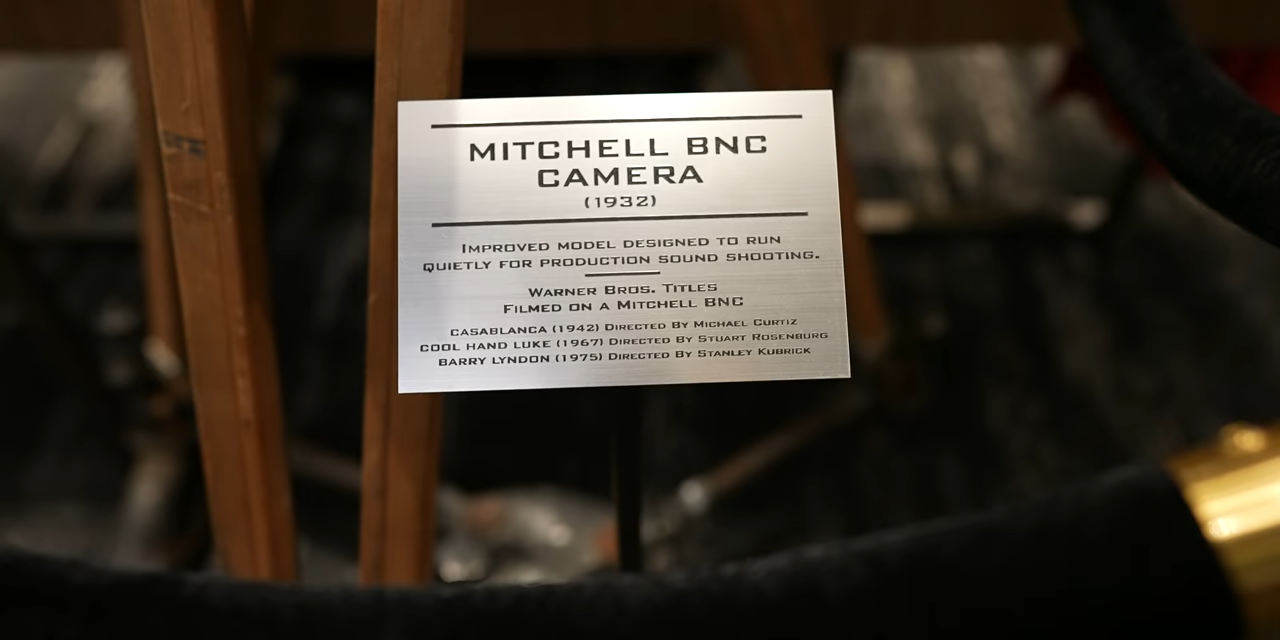 MITCHELL BNC
CAMERA
(1932)
IMPROVED MODEL DESIGNED TO RUN
QUIETLY FOR PRODUCTION SOUND SHOOTING.
WARNER BROS. TITLES
FILMED ON A MITCHELL BNC
CASABLANCA (1942) DIRECTED BY MICHAEL CURTIZ
COOL HAND LUKE (1967) DIRECTED BY STUART ROSENBURG
BARRY LYNDON (1975) DIRECTED BY STANLEY KUBRICK